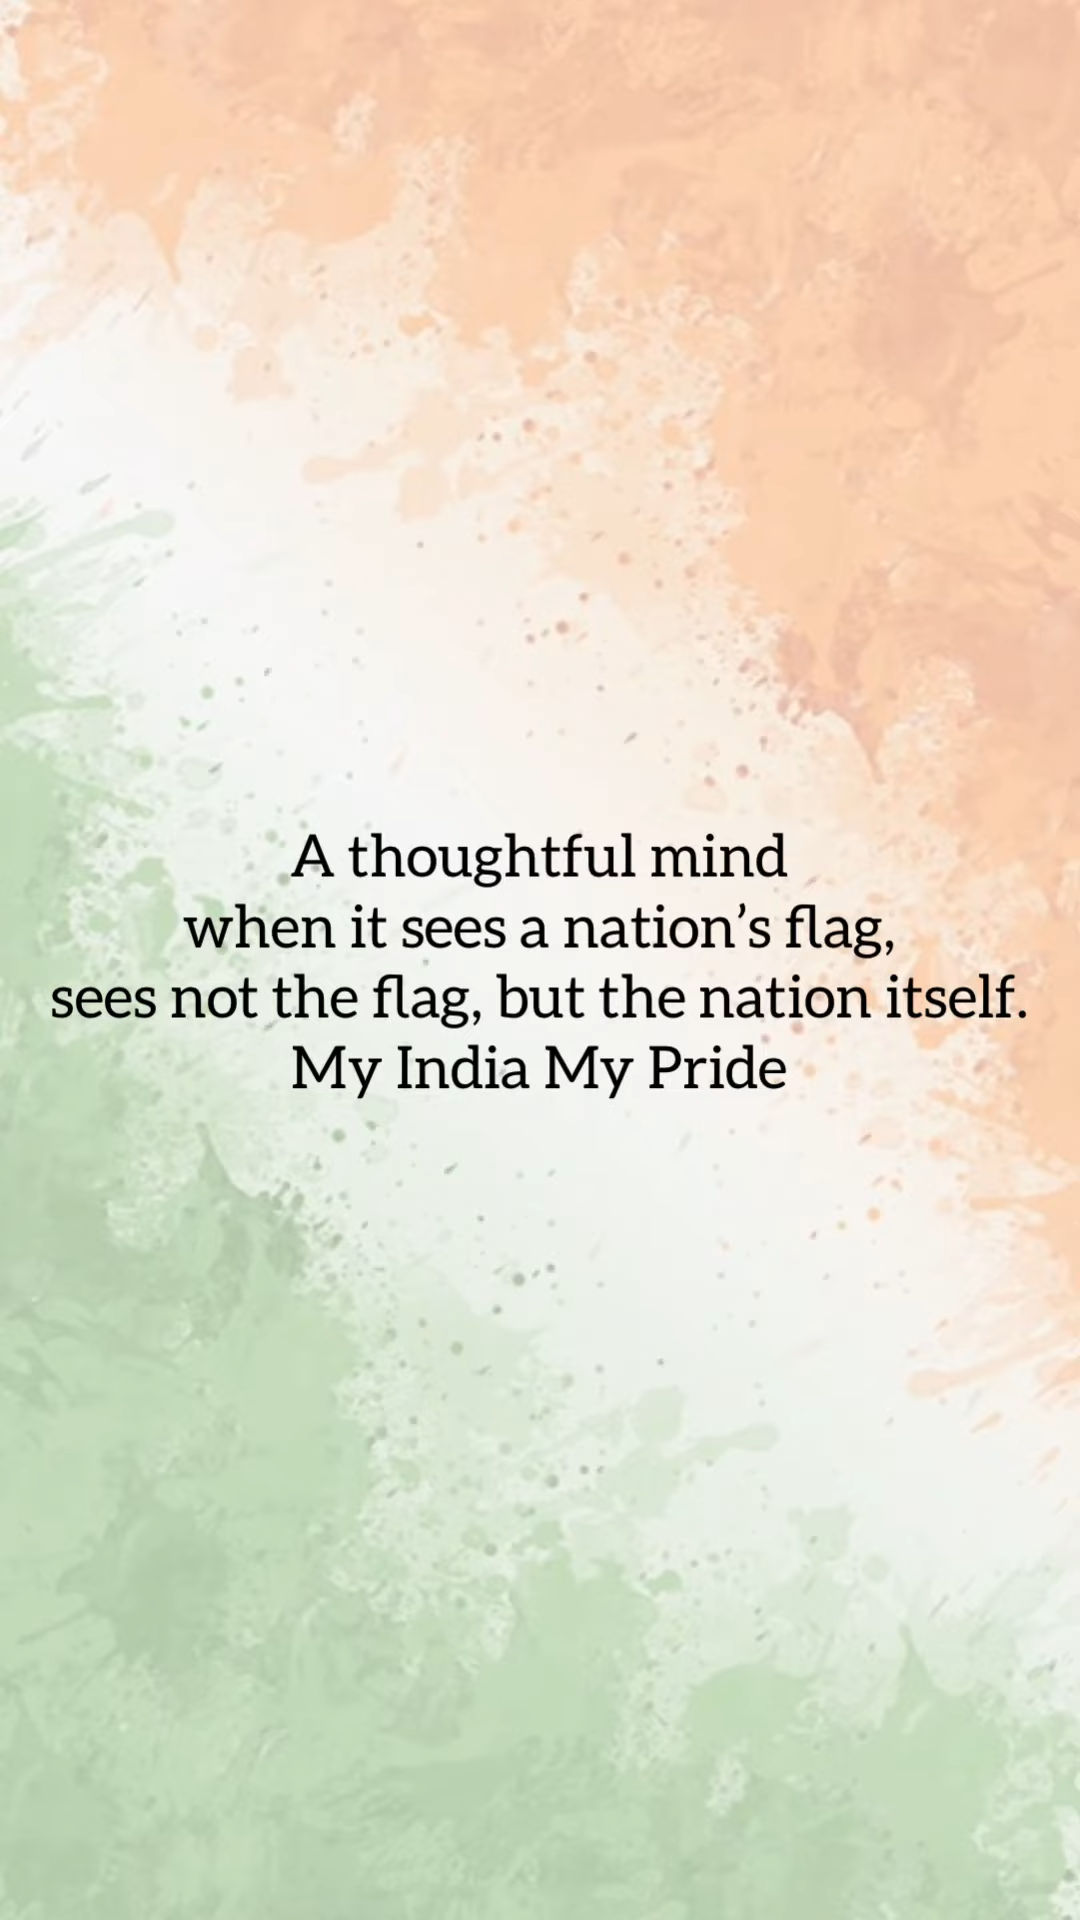 A thoughtful mind
when it sees a nation’s flag,
sees not the flag, but the nation itself.
My India My Pride